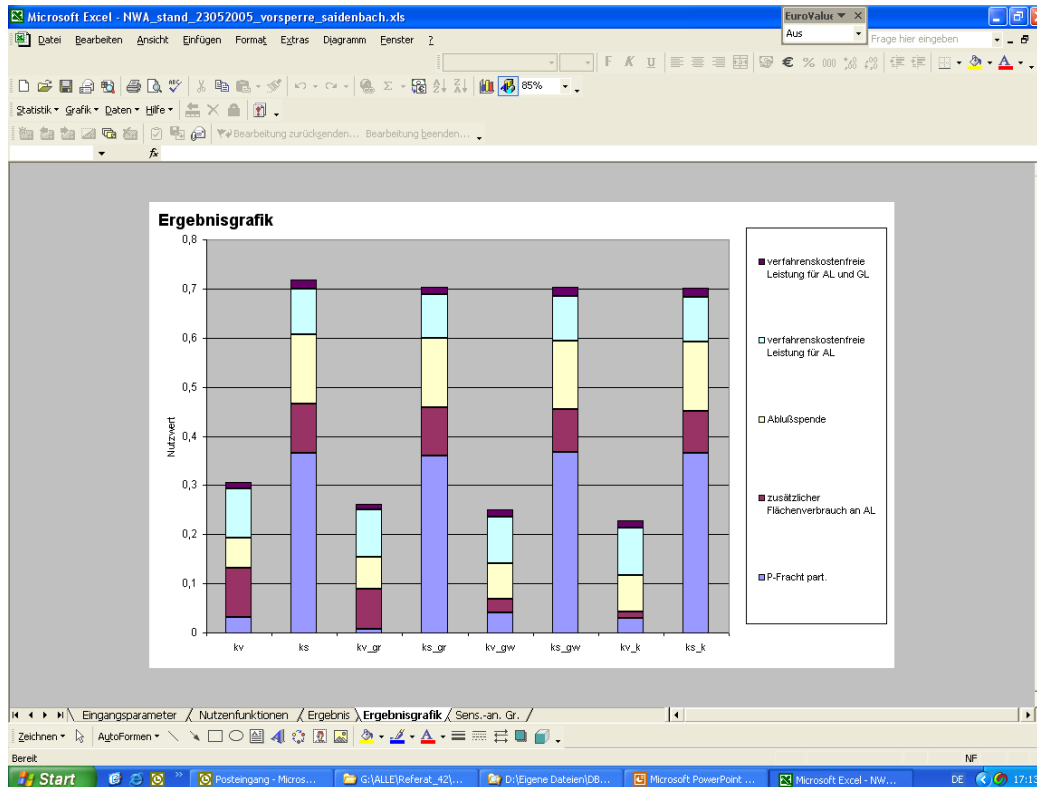 Microsoft Excel - NWA_stand_23052005_vorsperre_saidenbach.xls
EuroValue
Aus
Datei Bearbeiten Ansicht Einfügen Format Extras Diagramm Fenster ?
Frage hier eingeben
F K U
€ % 000
85%
Statistik Grafik Daten Hilfe
Bearbeitung zurücksenden... Bearbeitung beenden...
fx
Ergebnisgrafik
0,8
0,7
0,6
0,5
0,4
0,3
0,2
0,1
0
Nutzwert
kv ks kv_gr ks_gr kv_gw ks_gw kv_k ks_k
verfahrenskostenfreie
Leistung für AL und GL
verfahrenskostenfreie
Leistung für AL
Ablußspende
zusätzlicher
Flächenverbrauch an AL
P-Fracht part.
Eingangsparameter / Nutzenfunktionen / Ergebnis \ Ergebnisgrafik / Sens.-an. Gr. /
Zeichnen AutoFormen
Bereit
NF
Start
Posteingang - Micros...
G:\ALLE\Referat_42\...
D:\Eigene Dateien\DB...
Microsoft PowerPoint ...
Microsoft Excel - NW...
DE
17:13